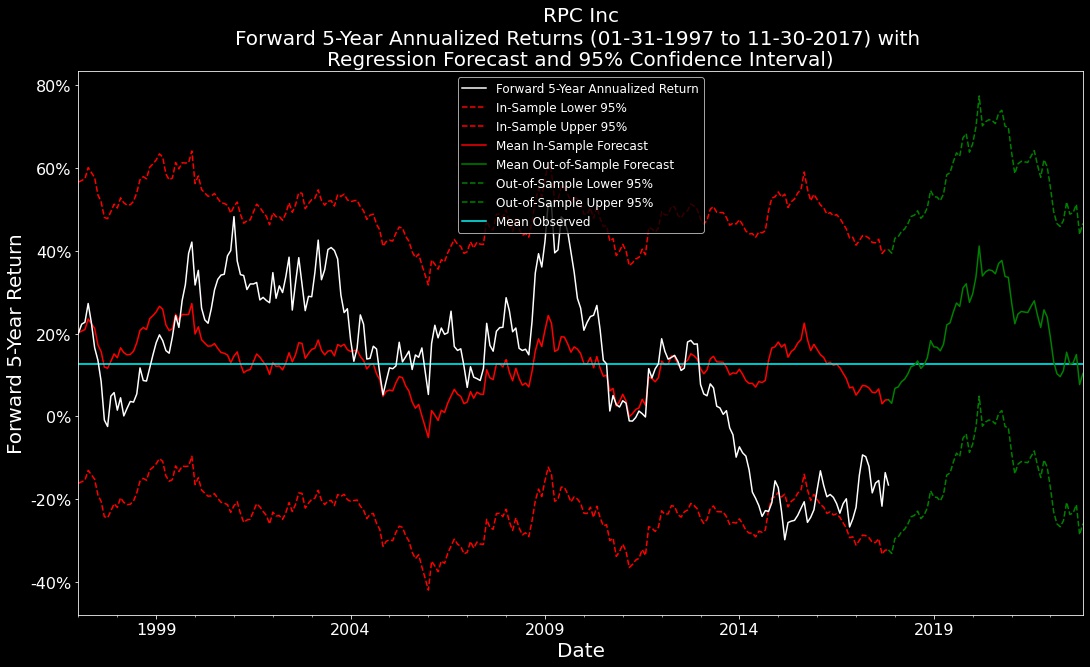 RPC Inc
Forward 5-Year Annualized Returns (01-31-1997 to 11-30-2017) with
Regression Forecast and 95% Confidence Interval)
Forward 5-Year Annualized Return
In-Sample Lower 95%
In-Sample Upper 95%
Mean In-Sample Forecast
Mean Out-of-Sample Forecast
Out-of-Sample Lower 95%
Out-of-Sample Upper 95%
Mean Observed
Forward 5-Year Return
80%
60%
40%
20%
0%
-20%
-40%
1999
2004
2009
2014
2019
Date